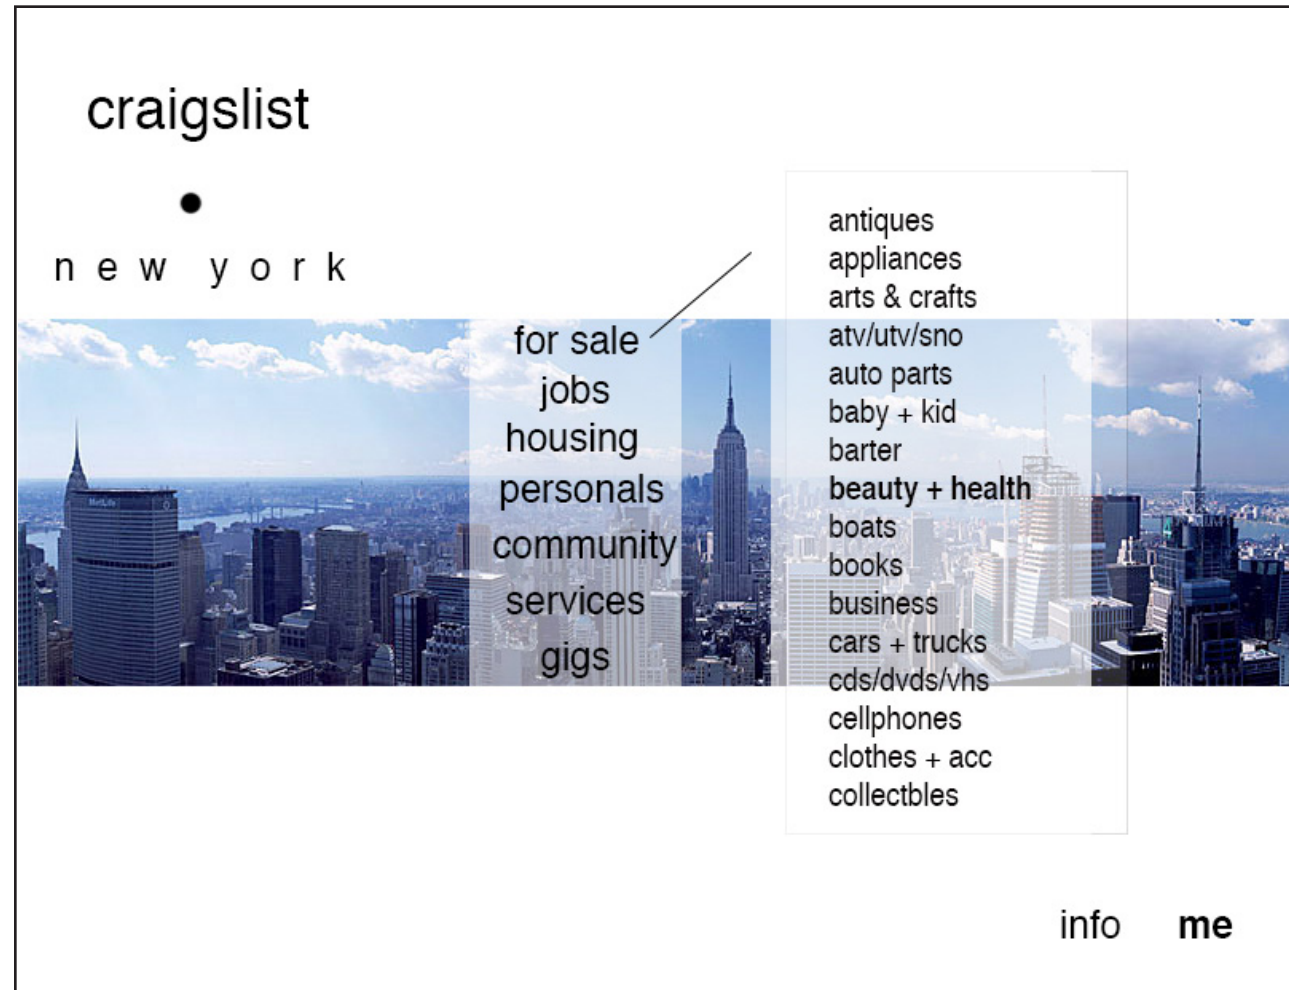 craigslist
new york
for sale
jobs
housing
personals
community
services
gigs
antiques
appliances
arts & crafts
atv/utv/sno
auto parts
baby + kid
barter
beauty + health
boats
books
business
cars + trucks
cds/dvds/vhs
cellphones
clothes + acc
collectbles
MetLife
info me